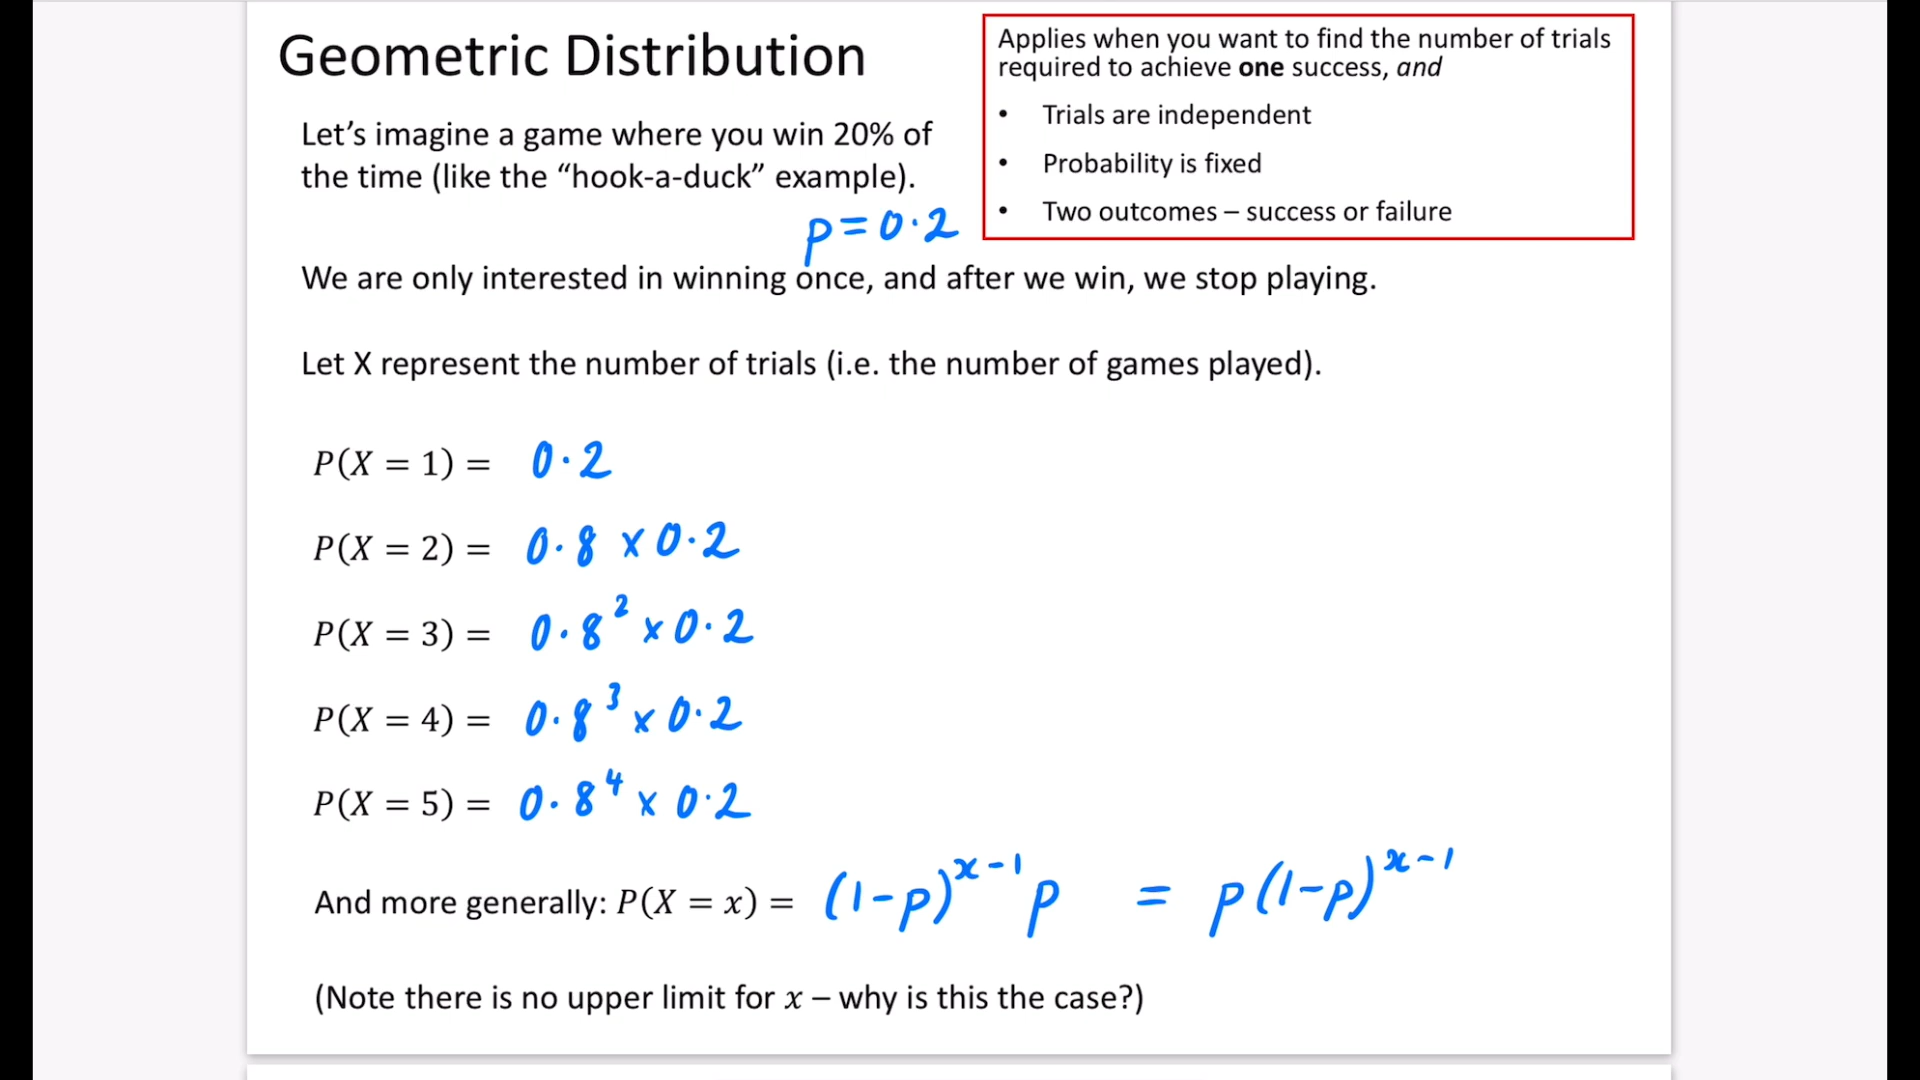 Geometric Distribution
Applies when you want to find the number of trials
required to achieve one success, and
• Trials are independent
• Probability is fixed
• Two outcomes – success or failure
Let’s imagine a game where you win 20% of
the time (like the “hook-a-duck” example).
p=0·2
We are only interested in winning once, and after we win, we stop playing.
Let X represent the number of trials (i.e. the number of games played).
P(X = 1) = 0·2
P(X = 2) = 0·8 x 0·2
P(X = 3) = 0·8² x 0·2
P(X = 4) = 0·8³ x 0·2
P(X = 5) = 0·8⁴ x 0·2
And more generally: P(X = x) = (1-p)^{x-1} p = p(1-p)^{x-1}
(Note there is no upper limit for x – why is this the case?)